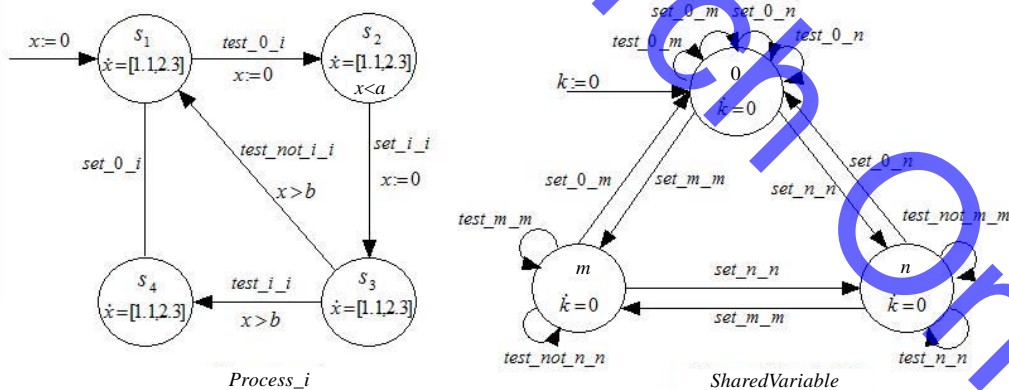 x:=0
s₁
ẋ=[1.1,2.3]
test_0_i
x:=0
s₂
ẋ=[1.1,2.3]
x<a
set_0_i
test_not_i_i
x>b
set_i_i
x:=0
s₄
ẋ=[1.1,2.3]
test_i_i
x>b
s₃
ẋ=[1.1,2.3]
Process_i
set_0_m
set_0_n
test_0_m
test_0_n
k:=0
0
k̇=0
set_0_m
set_m_m
set_n_n
set_0_n
test_m_m
test_not_m_m
m
k̇=0
set_n_n
set_m_m
n
k̇=0
test_not_n_n
test_n_n
SharedVariable